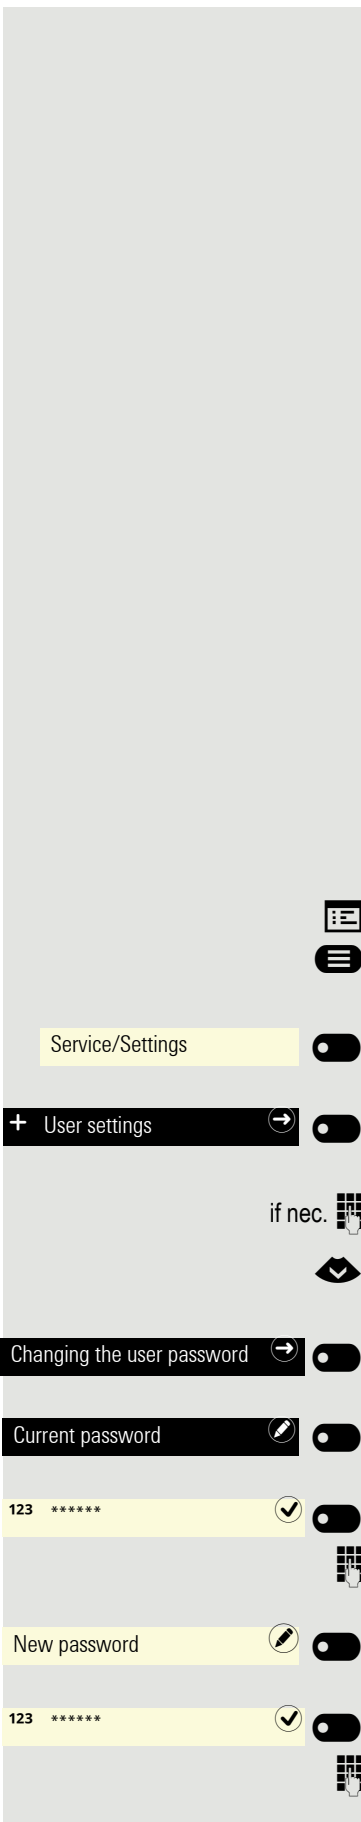 Service/Settings
+ User settings
if nec.
Changing the user password
Current password
123 ******
New password
123 ******